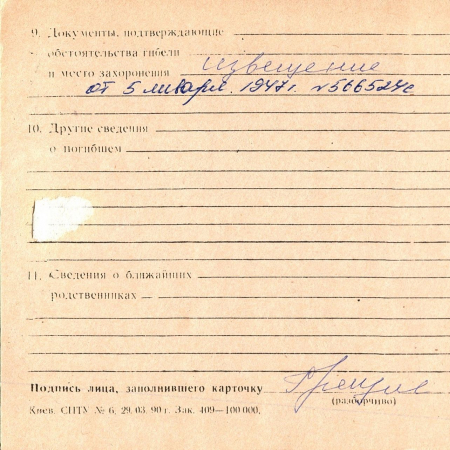 9. Документы, подтверждающие
обстоятельства гибели
и место захоронения извещение
от 5 января. 1947 г. №566524с
10. Другие сведения
о погибшем
11. Сведения о ближайших
родственниках
Подпись лица, заполнившего карточку
(разборчиво)
Киев. СПТУ № 6, 29. 03. 90 г. Зак. 409—100 000.